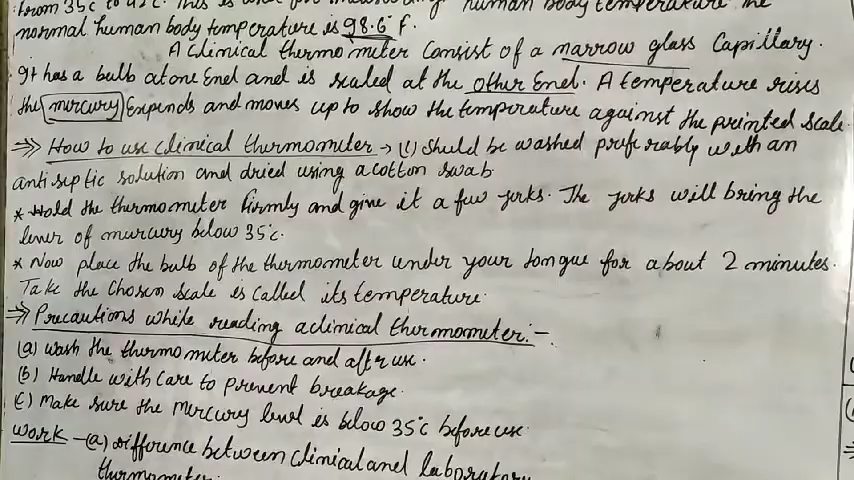 from 35c to 42c. This is used for measuring human body temperature the
normal human body temperature is 98.6° F.
A Clinical thermometer Consist of a narrow glass Capillary.
It has a bulb at one End and is sealed at the other End. A temperature rises
the mercury Expends and moves up to show the temperature against the printed scale.
⇒ How to use clinical thermometer → (1) Should be washed preferably with an
antiseptic solution and dried using a cotton swab
* Hold the thermometer firmly and give it a few jerks. The jerks will bring the
lever of murcury below 35°c.
* Now place the bulb of the thermometer under your tongue for about 2 minutes.
Take the Chosen scale is Called its temperature.
⇒ Precautions while reading a clinical thermometer:-
(a) wash the thermometer before and after use.
(b) Handle with Care to prevent breakage.
(c) Make sure the Mercury level is below 35°c before use
Work - (a) Difference between Clinical and laboratory
thermometer.